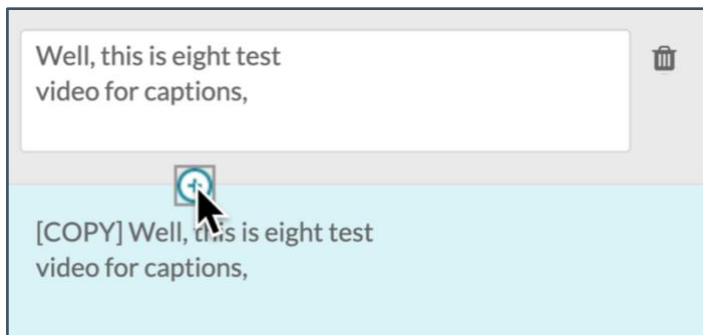 Well, this is eight test
video for captions,
[COPY] Well, this is eight test
video for captions,